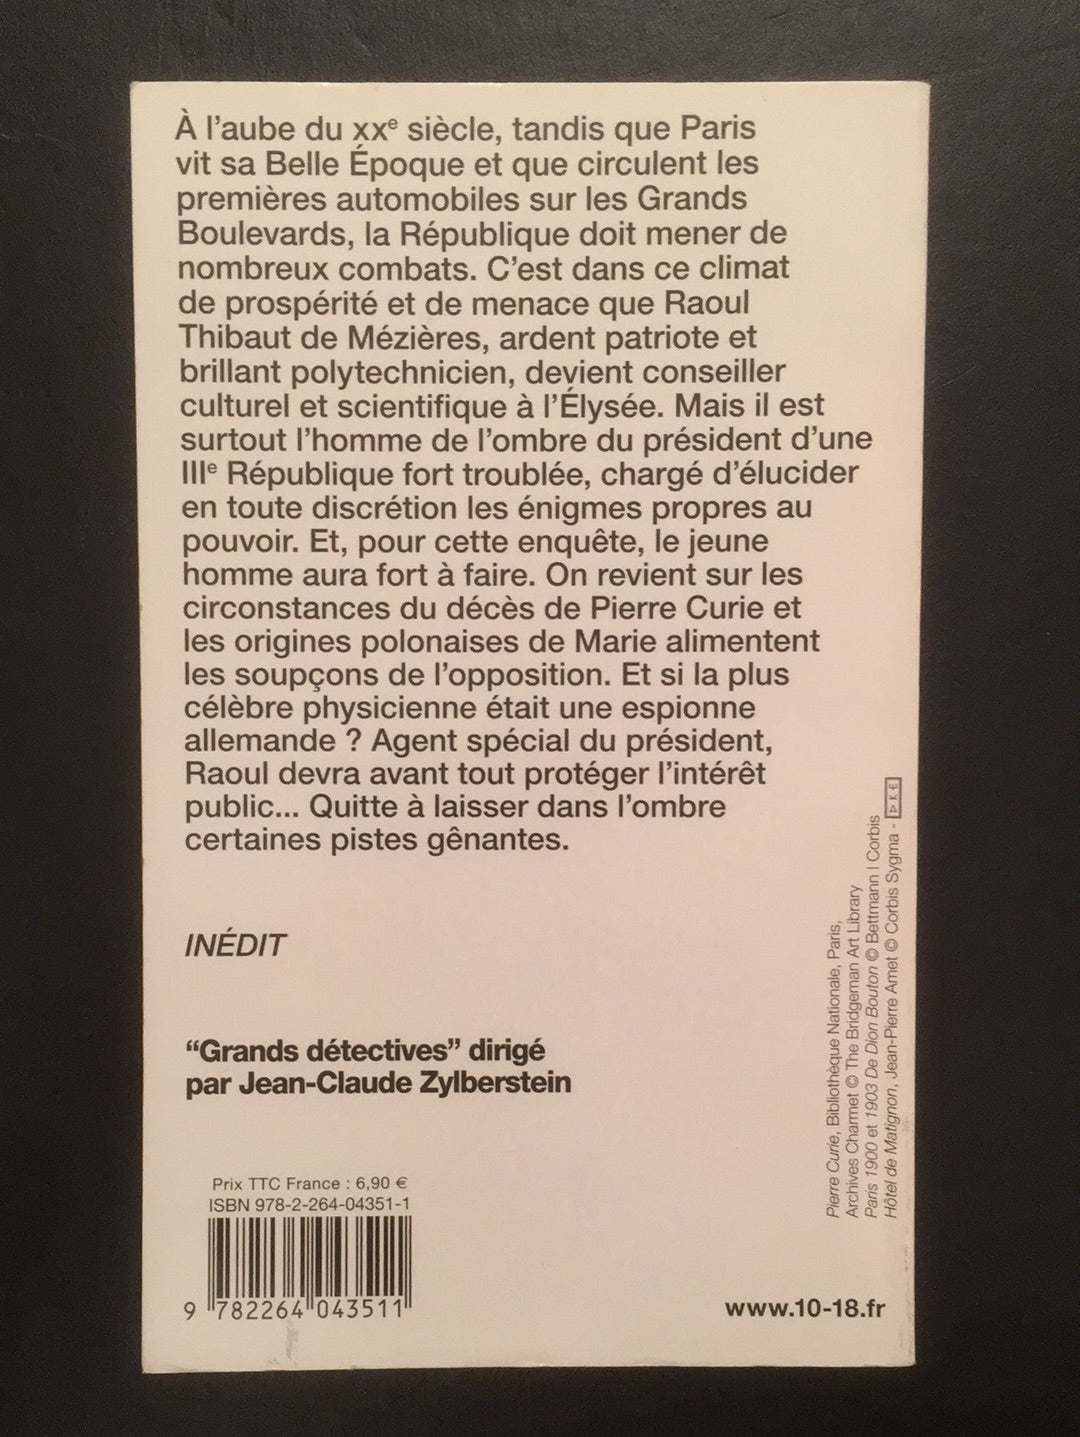 À l'aube du XXe siècle, tandis que Paris
vit sa Belle Époque et que circulent les
premières automobiles sur les Grands
Boulevards, la République doit mener de
nombreux combats. C'est dans ce climat
de prospérité et de menace que Raoul
Thibaut de Mézières, ardent patriote et
brillant polytechnicien, devient conseiller
culturel et scientifique à l'Élysée. Mais il est
surtout l'homme de l'ombre du président d'une
IIIe République fort troublée, chargé d'élucider
en toute discrétion les énigmes propres au
pouvoir. Et, pour cette enquête, le jeune
homme aura fort à faire. On revient sur les
circonstances du décès de Pierre Curie et
les origines polonaises de Marie alimentent
les soupçons de l'opposition. Et si la plus
célèbre physicienne était une espionne
allemande ? Agent spécial du président,
Raoul devra avant tout protéger l'intérêt
public... Quitte à laisser dans l'ombre
certaines pistes gênantes.
INÉDIT
"Grands détectives" dirigé
par Jean-Claude Zylberstein
Prix TTC France : 6,90 €
ISBN 978-2-264-04351-1
9 782264 043511
www.10-18.fr
Pierre Curie, Bibliothèque Nationale, Paris,
Archives Charmet © The Bridgeman Art Library
Paris 1900 et 1903 De Dion Bouton © Bettmann | Corbis
Hôtel de Matignon, Jean-Pierre Amet © Corbis Sygma -